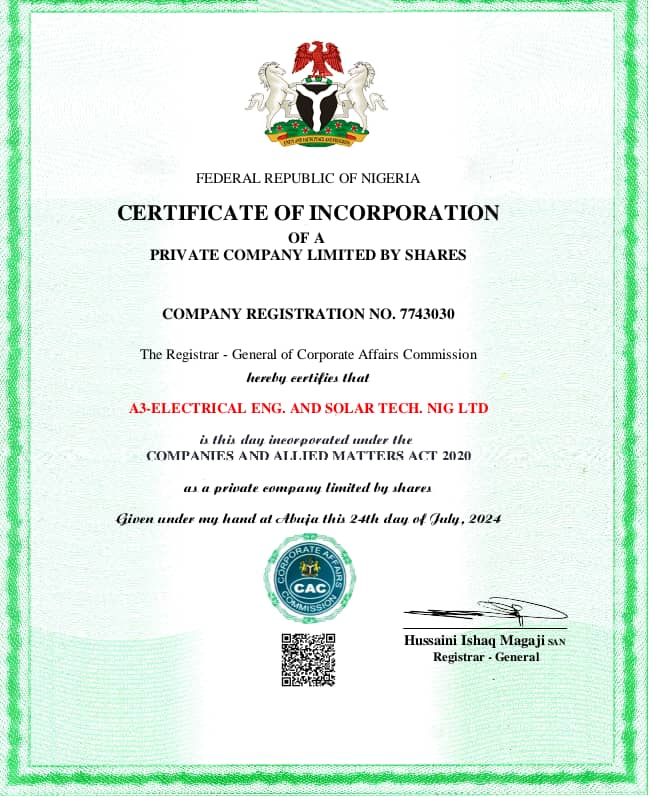 UNITY AND FAITH, PEACE AND PROGRESS
FEDERAL REPUBLIC OF NIGERIA
CERTIFICATE OF INCORPORATION
OF A
PRIVATE COMPANY LIMITED BY SHARES
COMPANY REGISTRATION NO. 7743030
The Registrar - General of Corporate Affairs Commission
hereby certifies that
A3-ELECTRICAL ENG. AND SOLAR TECH. NIG LTD
is this day incorporated under the
COMPANIES AND ALLIED MATTERS ACT 2020
as a private company limited by shares
Given under my hand at Abuja this 24th day of July, 2024
CORPORATE AFFAIRS
CAC
COMMISSION
Hussaini Ishaq Magaji SAN
Registrar - General